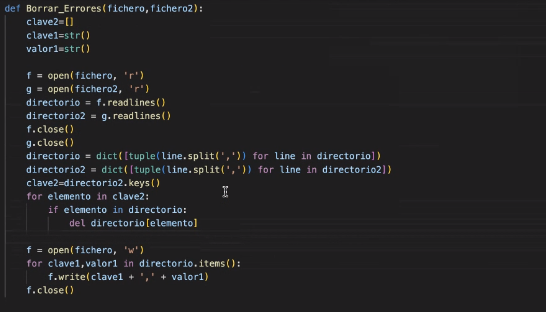 def Borrar_Errores(fichero,fichero2):
    clave2=[]
    clave1=str()
    valor1=str()

    f = open(fichero, 'r')
    g = open(fichero2, 'r')
    directorio = f.readlines()
    directorio2 = g.readlines()
    f.close()
    g.close()
    directorio = dict([tuple(line.split(',')) for line in directorio])
    directorio2 = dict([tuple(line.split(',')) for line in directorio2])
    clave2=directorio2.keys()
    for elemento in clave2:
        if elemento in directorio:
            del directorio[elemento]

    f = open(fichero, 'w')
    for clave1,valor1 in directorio.items():
        f.write(clave1 + ',' + valor1)
    f.close()